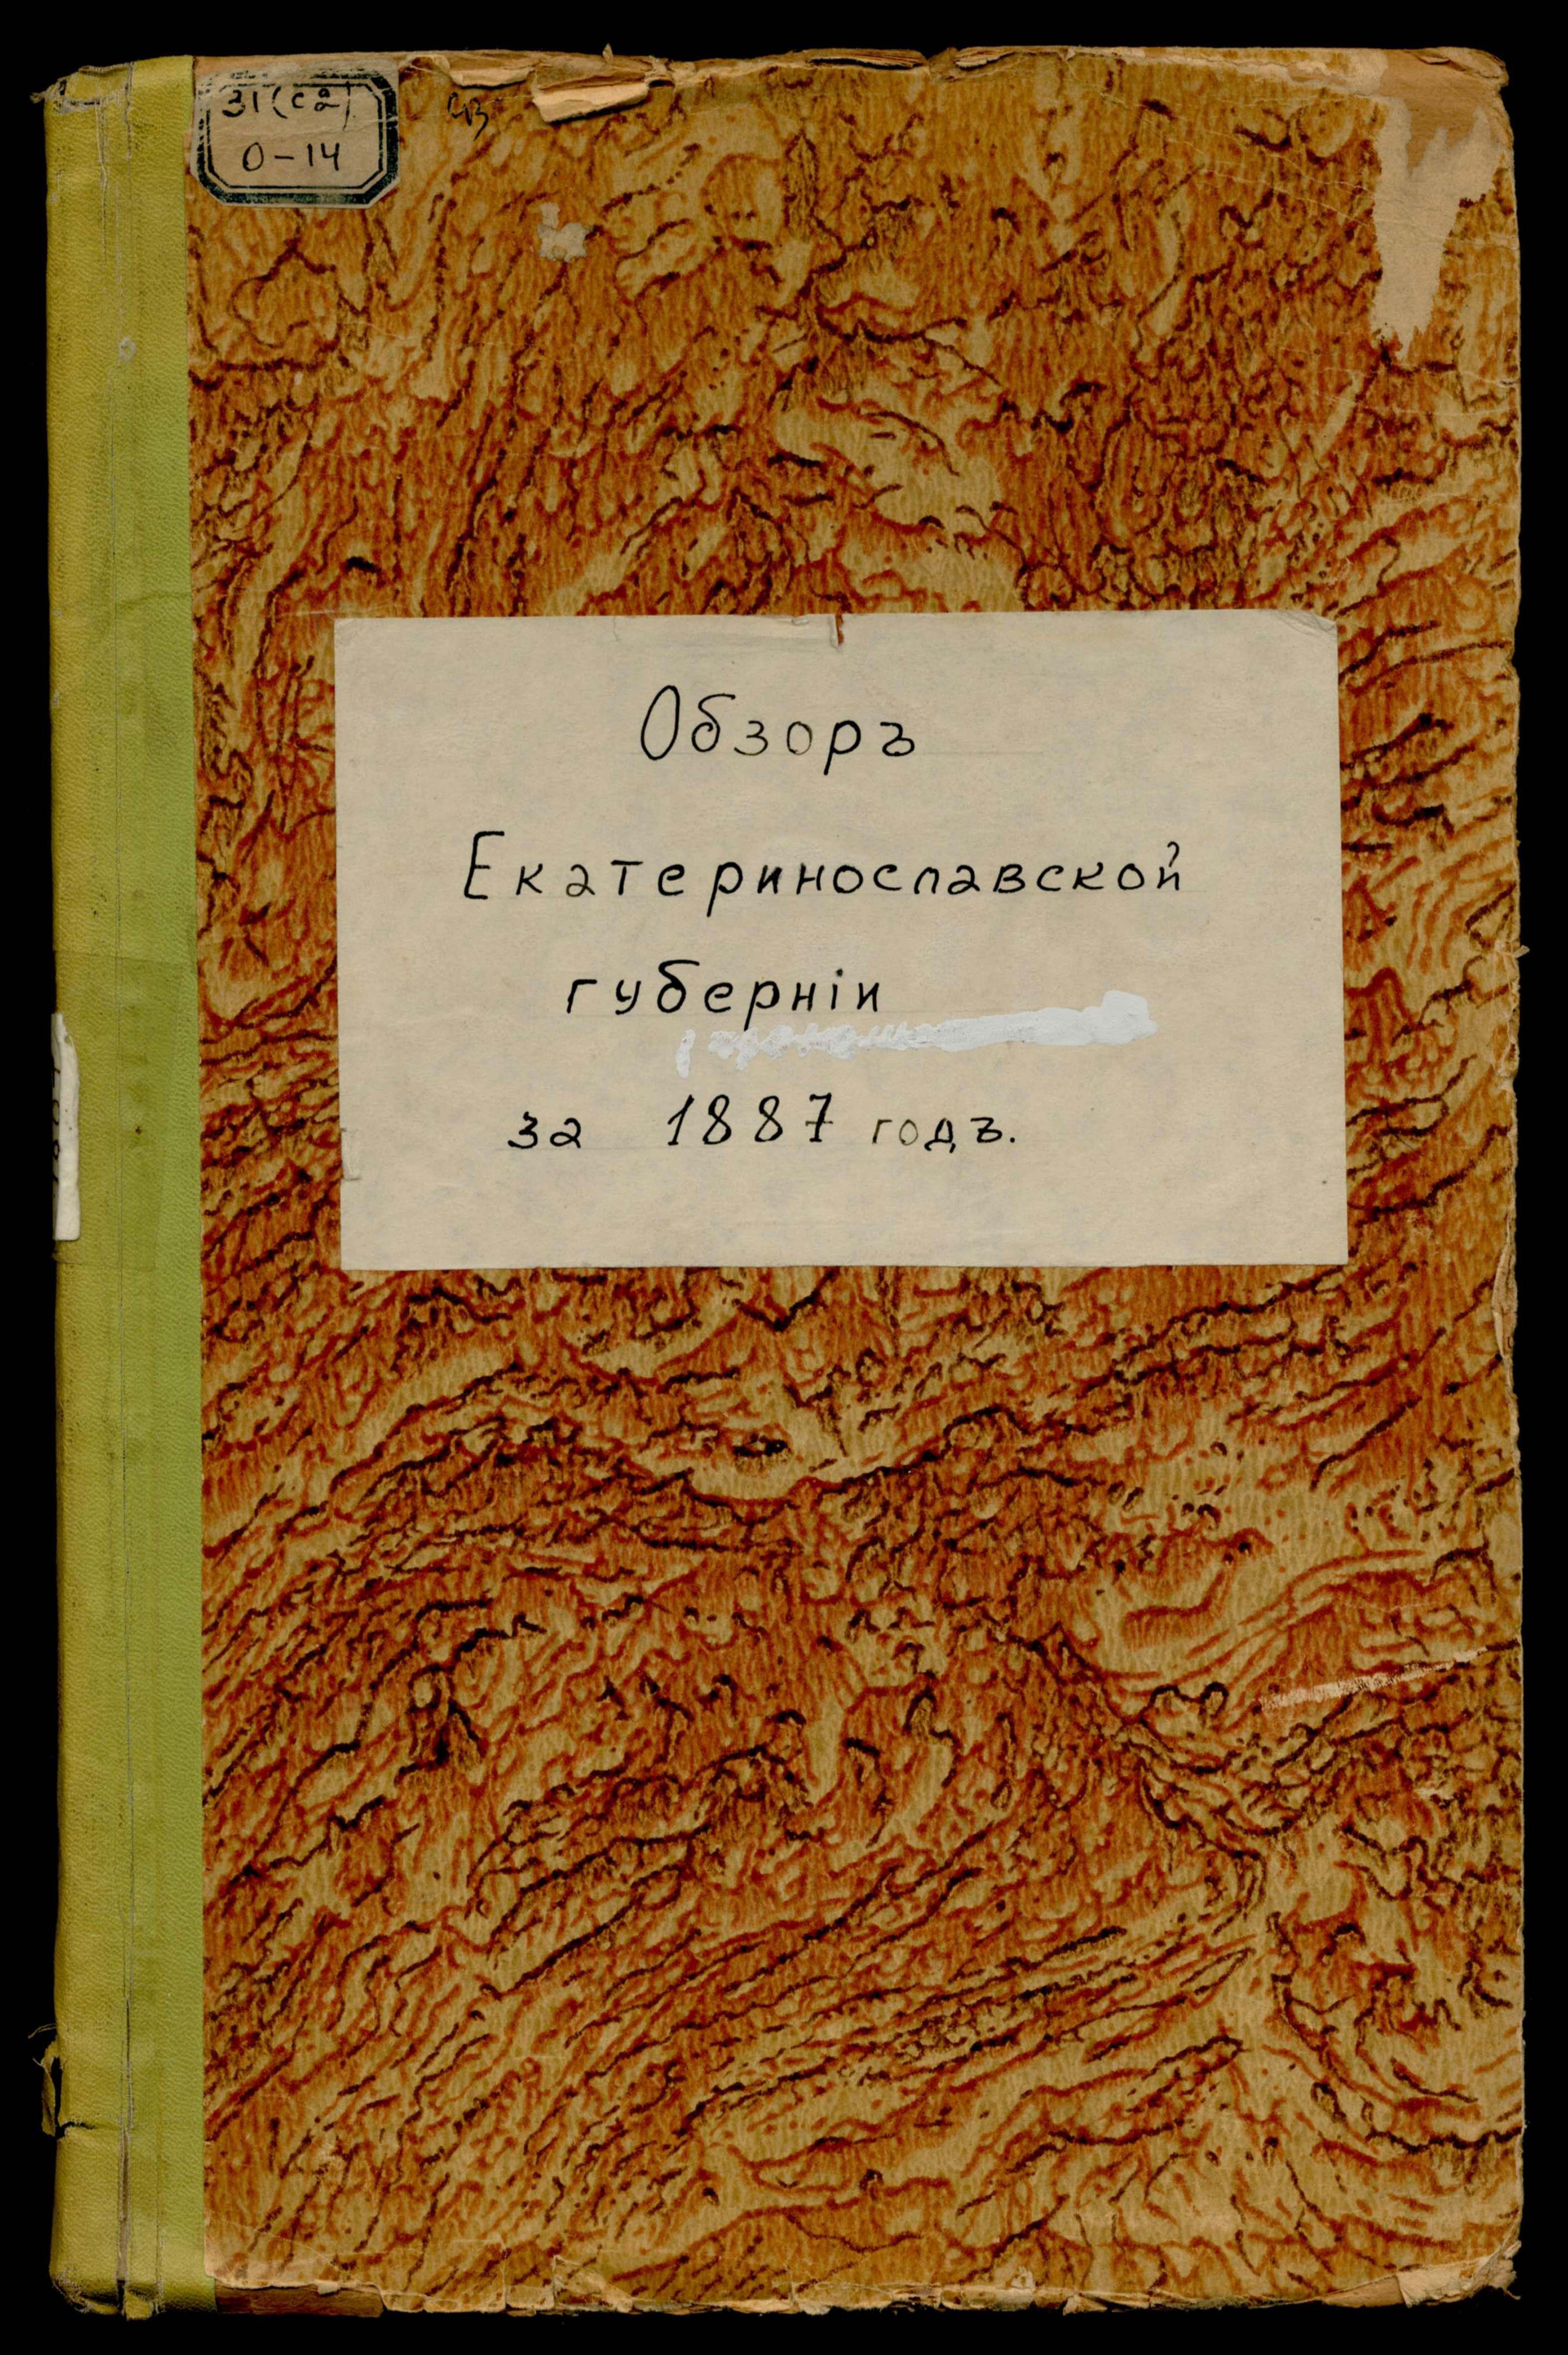 31(с2)
О-14
Обзоръ
Екатеринославской
губерніи
за 1887 годъ.